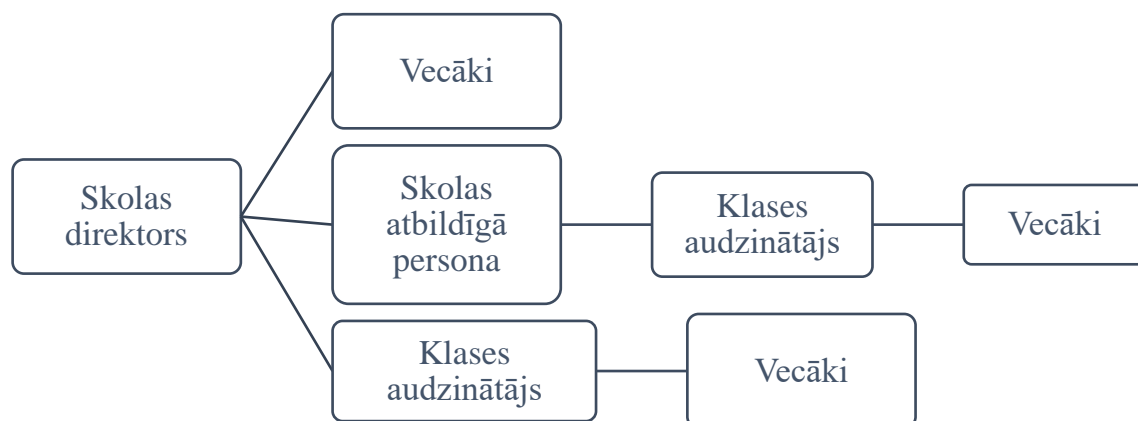 Vecāki
Skolas
direktors
Skolas
atbildīgā
persona
Klases
audzinātājs
Vecāki
Klases
audzinātājs
Vecāki